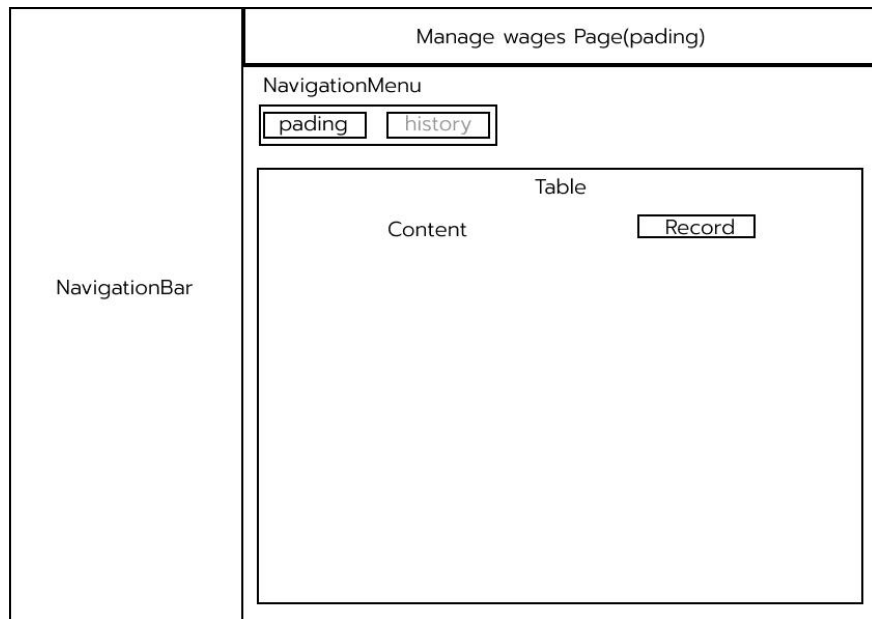 Manage wages Page(pading)
NavigationMenu
pading history
Table
Content Record
NavigationBar